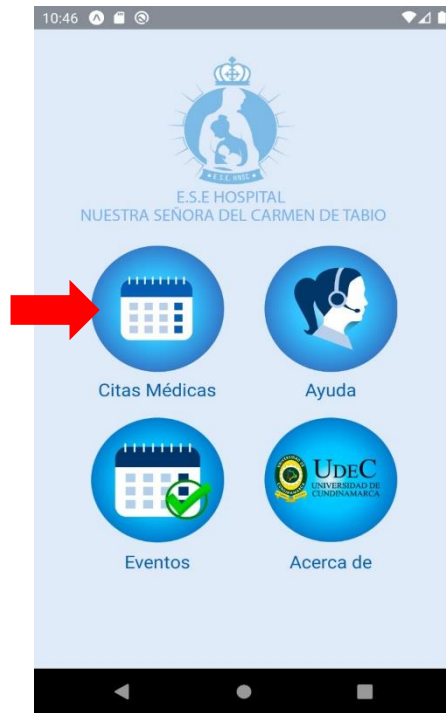 10:46
E.S.E. HNSC
E.S.E HOSPITAL
NUESTRA SEÑORA DEL CARMEN DE TABIO
Citas Médicas
Ayuda
UDEC
UNIVERSIDAD DE
CUNDINAMARCA
Eventos
Acerca de